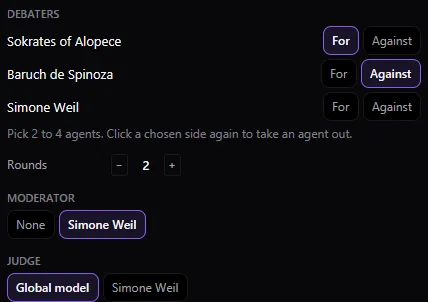 DEBATERS
Sokrates of Alopece For Against
Baruch de Spinoza For Against
Simone Weil For Against
Pick 2 to 4 agents. Click a chosen side again to take an agent out.
Rounds − 2 +
MODERATOR
None Simone Weil
JUDGE
Global model Simone Weil